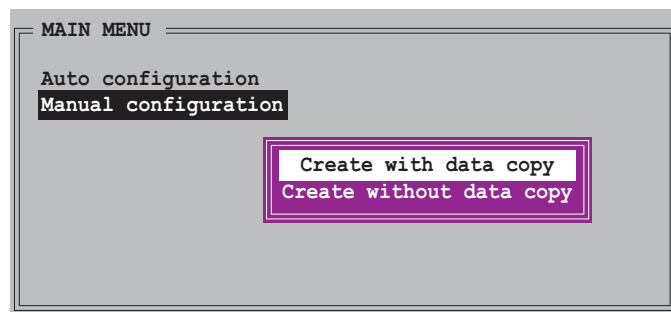 MAIN MENU
Auto configuration
Manual configuration
Create with data copy
Create without data copy